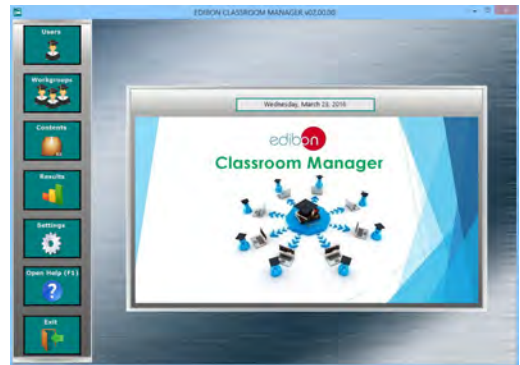 EDIBON CLASSROOM MANAGER v02.00.00
Users
Workgroups
Contents
Results
Settings
Open Help (F1)
Exit
Wednesday, March 23, 2016
edibon
Classroom Manager